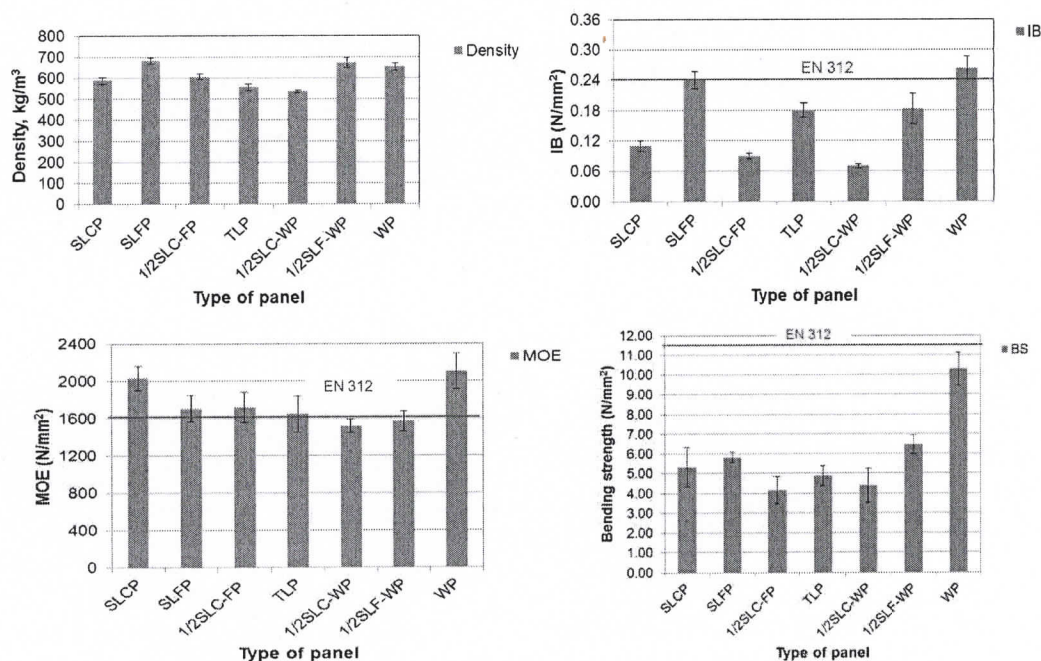 Density, kg/m³
800
700
600
500
400
300
200
100
0
SLCP
SLFP
1/2SLC-FP
TLP
1/2SLC-WP
1/2SLF-WP
WP
Type of panel
Density
IB (N/mm²)
0.36
0.30
0.24
0.18
0.12
0.06
0.00
EN 312
SLCP
SLFP
1/2SLC-FP
TLP
1/2SLC-WP
1/2SLF-WP
WP
Type of panel
IB
MOE (N/mm²)
2400
2000
1600
1200
800
400
0
EN 312
SLCP
SLFP
1/2SLC-FP
TLP
1/2SLC-WP
1/2SLF-WP
WP
Type of panel
MOE
Bending strength (N/mm²)
12.00
11.00
10.00
9.00
8.00
7.00
6.00
5.00
4.00
3.00
2.00
1.00
0.00
EN 312
SLCP
SLFP
1/2SLC-FP
TLP
1/2SLC-WP
1/2SLF-WP
WP
Type of panel
BS